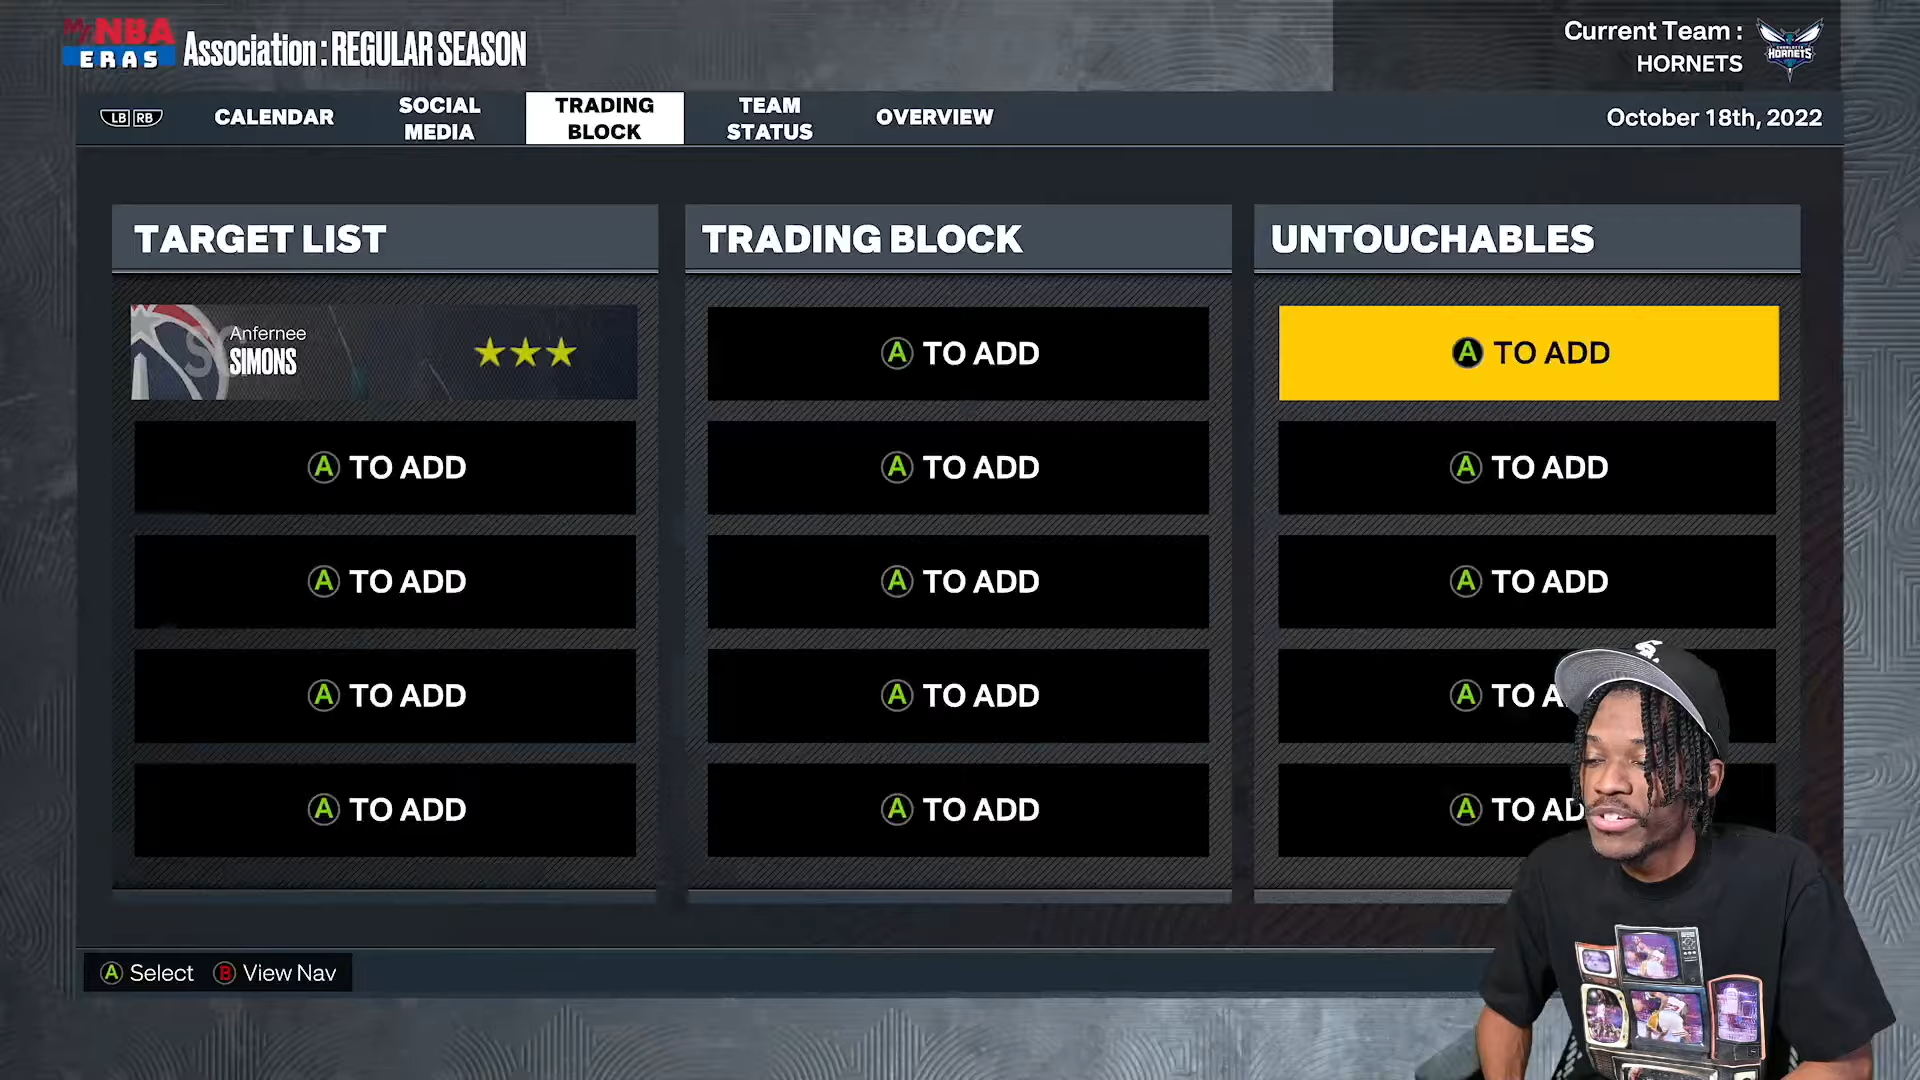 My NBA
ERAS
Association : REGULAR SEASON
Current Team :
HORNETS
CHARLOTTE
HORNETS
LB RB
CALENDAR
SOCIAL
MEDIA
TRADING
BLOCK
TEAM
STATUS
OVERVIEW
October 18th, 2022
TARGET LIST
Anfernee
SIMONS
A TO ADD
A TO ADD
A TO ADD
A TO ADD
TRADING BLOCK
A TO ADD
A TO ADD
A TO ADD
A TO ADD
A TO ADD
UNTOUCHABLES
A TO ADD
A TO ADD
A TO ADD
A TO A
A TO AD
A Select B View Nav